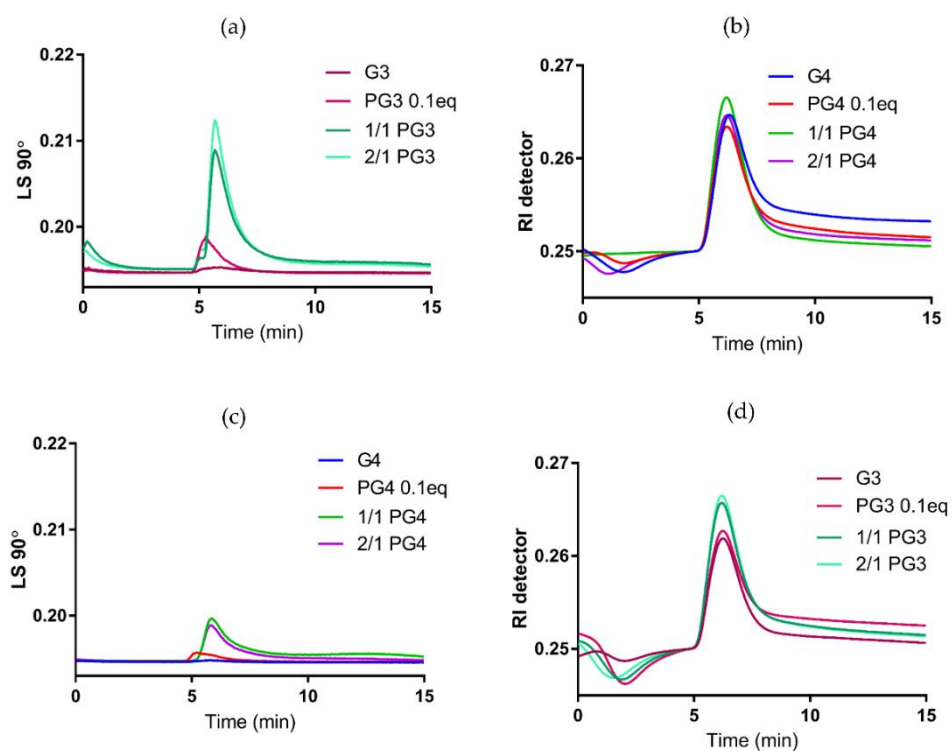 (a)
0.22
0.21
0.20
LS 90°
0
5
10
15
Time (min)
G3
PG3 0.1eq
1/1 PG3
2/1 PG3
(b)
0.27
0.26
0.25
RI detector
0
5
10
15
Time (min)
G4
PG4 0.1eq
1/1 PG4
2/1 PG4
(c)
0.22
0.21
0.20
LS 90°
0
5
10
15
Time (min)
G4
PG4 0.1eq
1/1 PG4
2/1 PG4
(d)
0.27
0.26
0.25
RI detector
0
5
10
15
Time (min)
G3
PG3 0.1eq
1/1 PG3
2/1 PG3